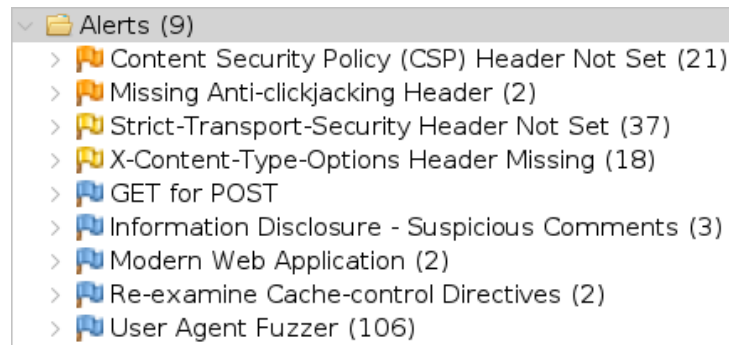 Alerts (9)
Content Security Policy (CSP) Header Not Set (21)
Missing Anti-clickjacking Header (2)
Strict-Transport-Security Header Not Set (37)
X-Content-Type-Options Header Missing (18)
GET for POST
Information Disclosure - Suspicious Comments (3)
Modern Web Application (2)
Re-examine Cache-control Directives (2)
User Agent Fuzzer (106)